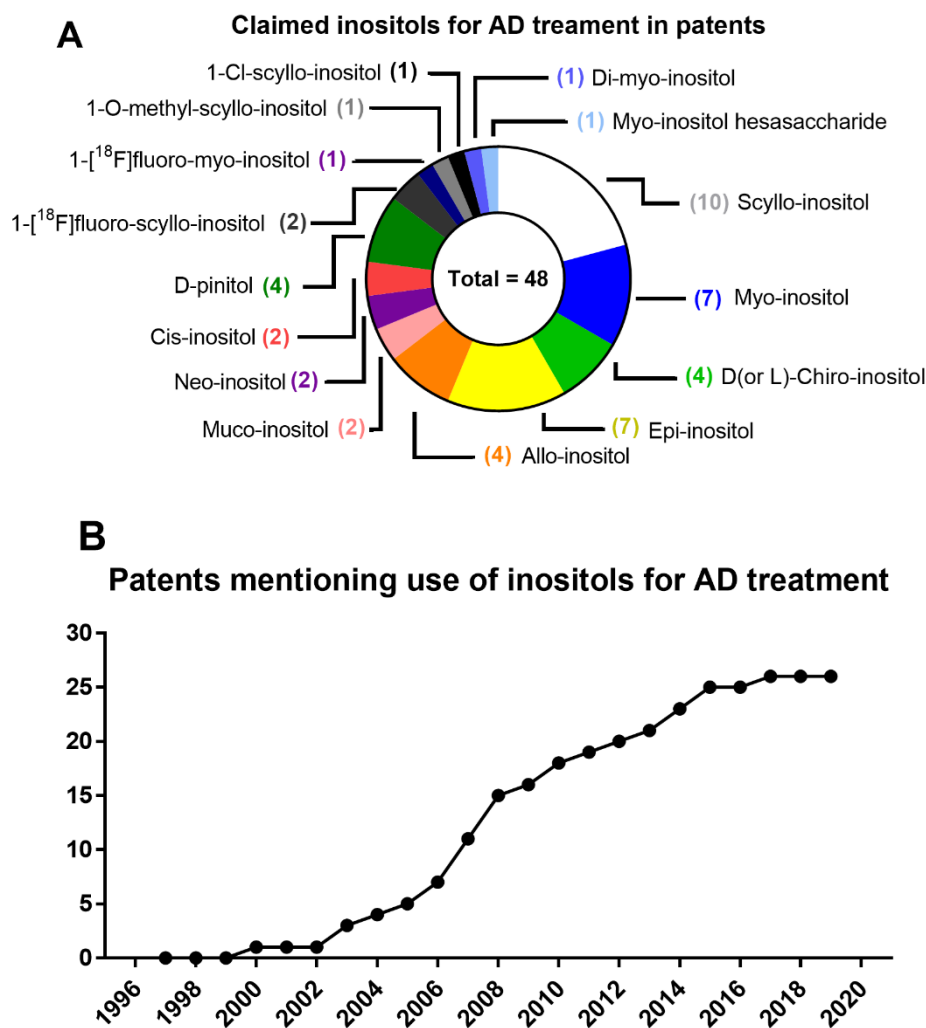 A
Claimed inositols for AD treament in patents
1-Cl-scyllo-inositol (1)
(1) Di-myo-inositol
1-O-methyl-scyllo-inositol (1)
(1) Myo-inositol hesasaccharide
1-[18F]fluoro-myo-inositol (1)
(10) Scyllo-inositol
1-[18F]fluoro-scyllo-inositol (2)
D-pinitol (4)
Total = 48
(7) Myo-inositol
Cis-inositol (2)
(4) D(or L)-Chiro-inositol
Neo-inositol (2)
Muco-inositol (2)
(7) Epi-inositol
(4) Allo-inositol
B
Patents mentioning use of inositols for AD treatment
30
25
20
15
10
5
0
1996
1998
2000
2002
2004
2006
2008
2010
2012
2014
2016
2018
2020